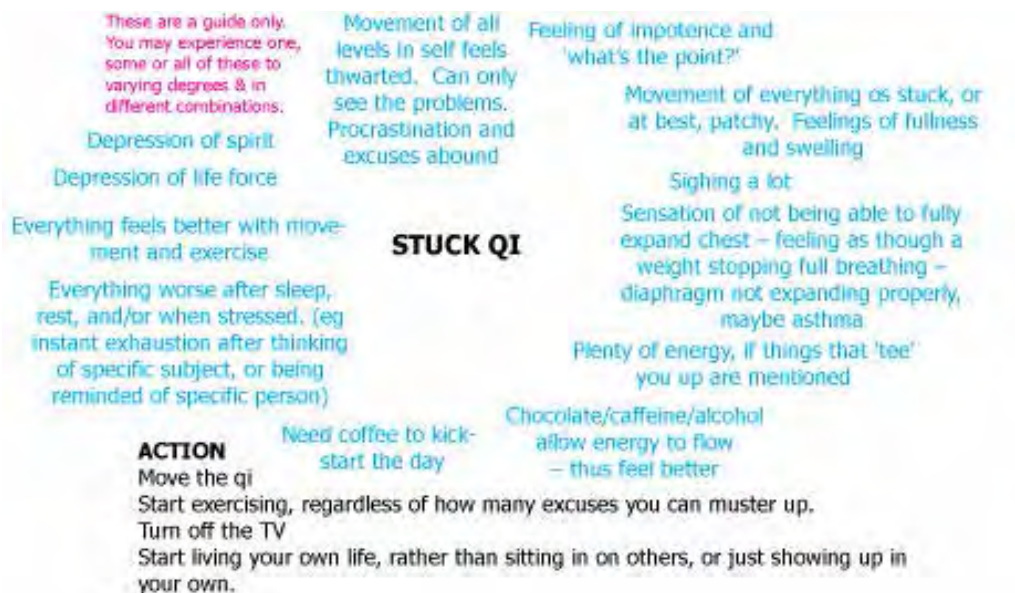 These are a guide only.
You may experience one,
some or all of these to
varying degrees & in
different combinations.
Movement of all
levels in self feels
thwarted. Can only
see the problems.
Procrastination and
excuses abound
Feeling of impotence and
'what's the point?'
Movement of everything os stuck, or
at best, patchy. Feelings of fullness
and swelling
Depression of spirit
Depression of life force
Sighing a lot
Everything feels better with move-
ment and exercise
STUCK QI
Sensation of not being able to fully
expand chest – feeling as though a
weight stopping full breathing –
diaphragm not expanding properly,
maybe asthma
Everything worse after sleep,
rest, and/or when stressed. (eg
instant exhaustion after thinking
of specific subject, or being
reminded of specific person)
Plenty of energy, if things that 'tee'
you up are mentioned
Need coffee to kick-
start the day
Chocolate/caffeine/alcohol
allow energy to flow
– thus feel better
ACTION
Move the qi
Start exercising, regardless of how many excuses you can muster up.
Turn off the TV
Start living your own life, rather than sitting in on others, or just showing up in
your own.